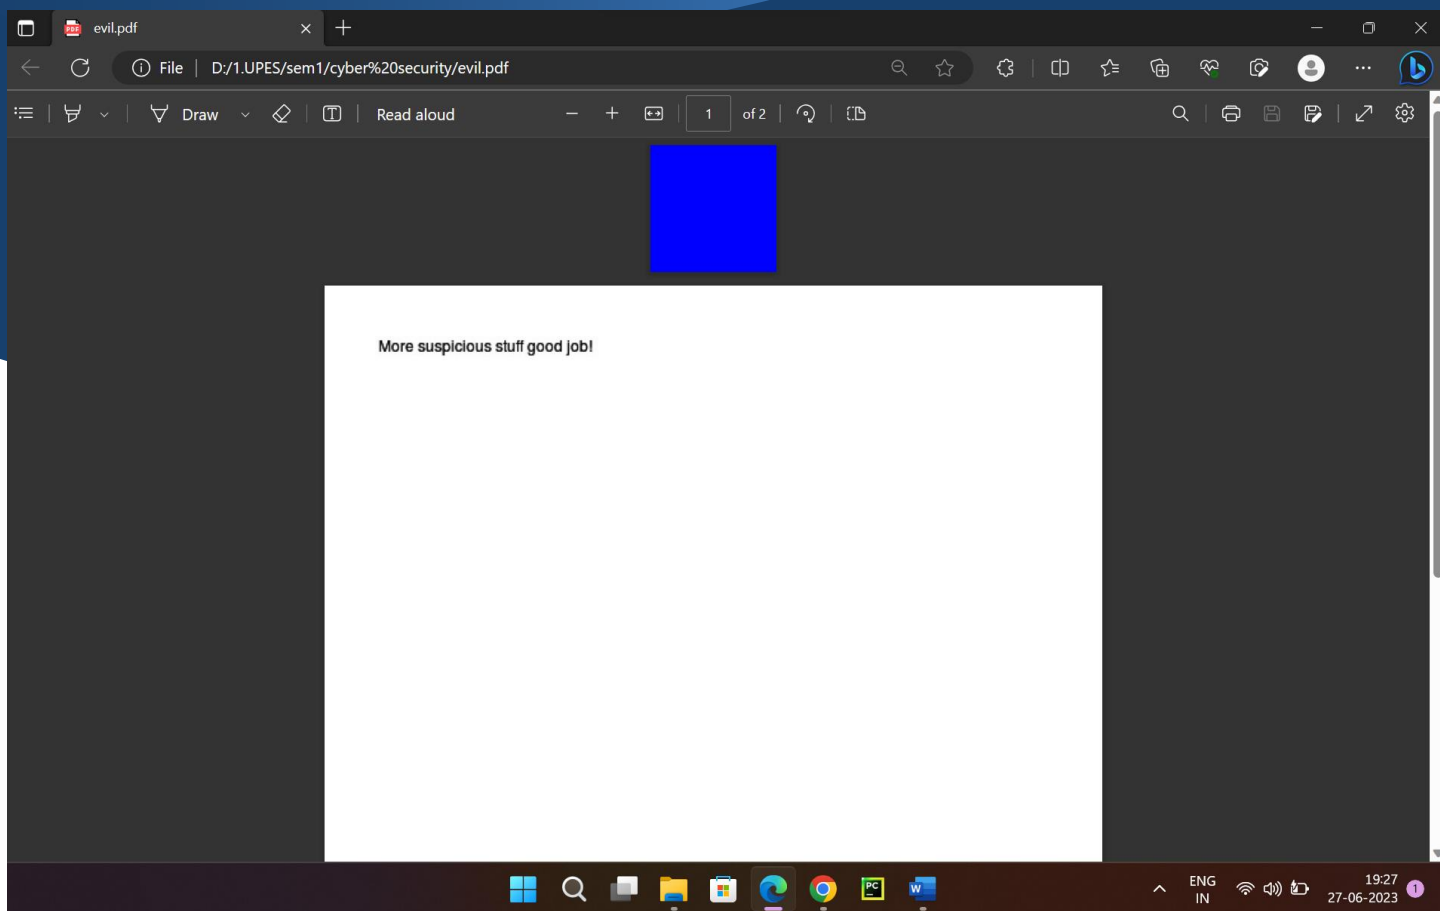 evil.pdf
File D:/1.UPES/sem1/cyber%20security/evil.pdf
Draw Read aloud 1 of 2
More suspicious stuff good job!
ENG 19:27
IN 27-06-2023 1